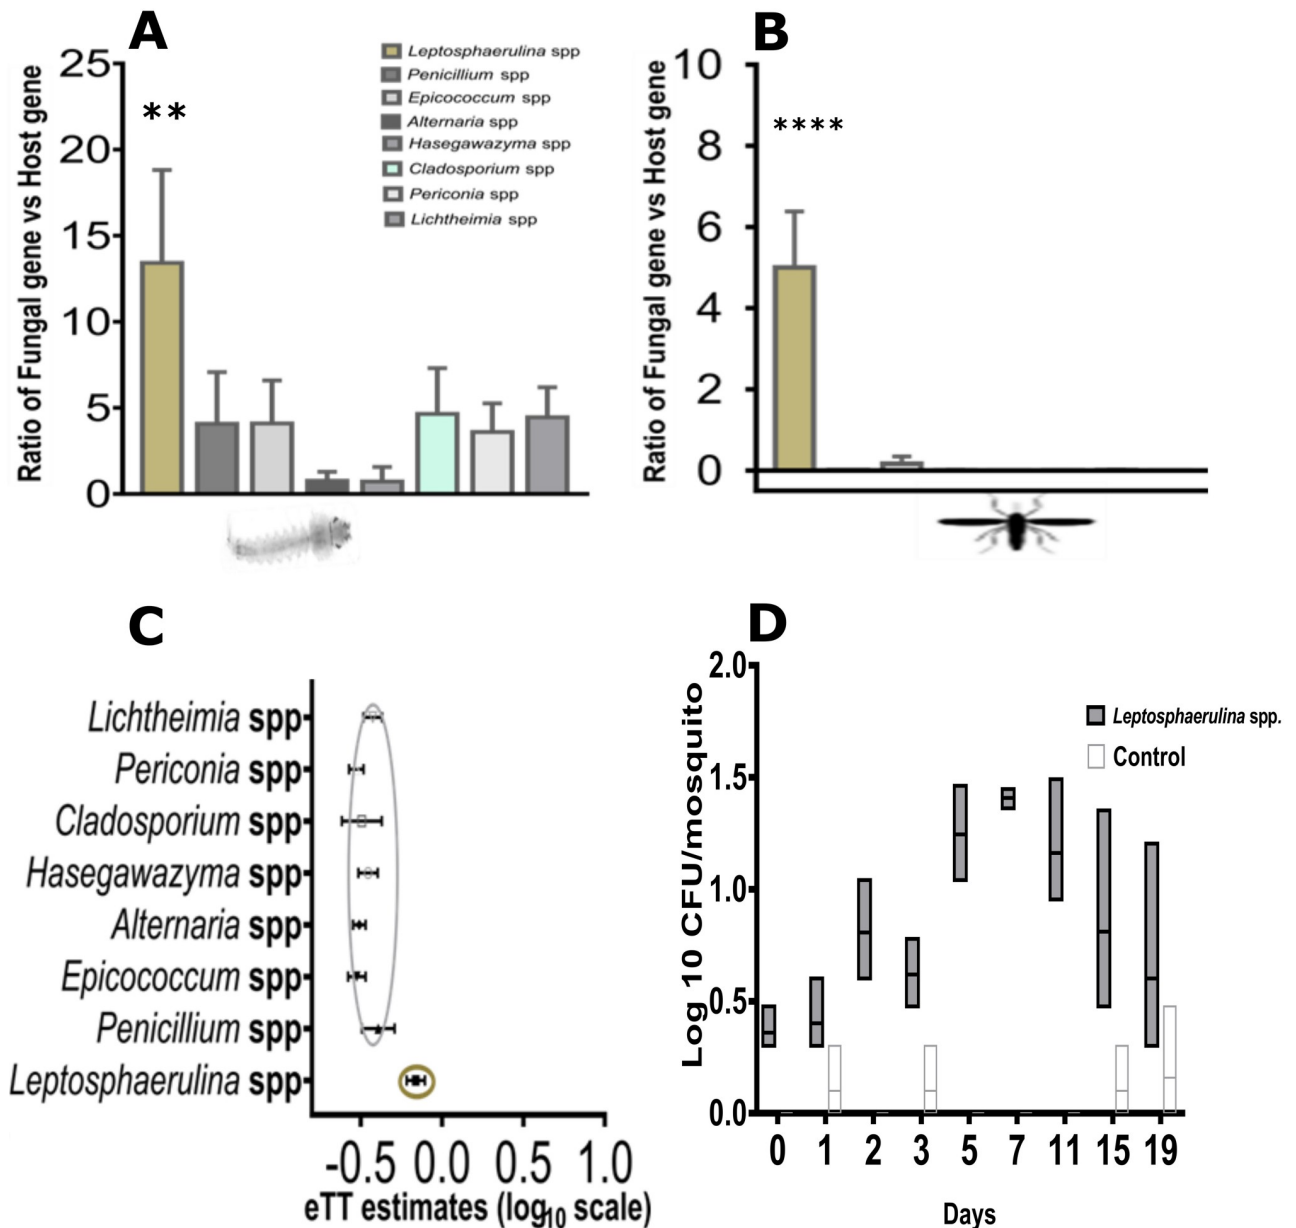 A
Ratio of Fungal gene vs Host gene
25
20
15
10
5
0
**
Leptosphaerulina spp
Penicillium spp
Epicococcum spp
Alternaria spp
Hasegawazyma spp
Cladosporium spp
Periconia spp
Lichtheimia spp
B
Ratio of Fungal gene vs Host gene
10
8
6
4
2
0
****
C
Lichtheimia spp
Periconia spp
Cladosporium spp
Hasegawazyma spp
Alternaria spp
Epicococcum spp
Penicillium spp
Leptosphaerulina spp
-0.5 0.0 0.5 1.0
eTT estimates (log10 scale)
D
Log 10 CFU/mosquito
2.0
1.5
1.0
0.5
0.0
Leptosphaerulina spp.
Control
0 1 2 3 5 7 11 15 19
Days